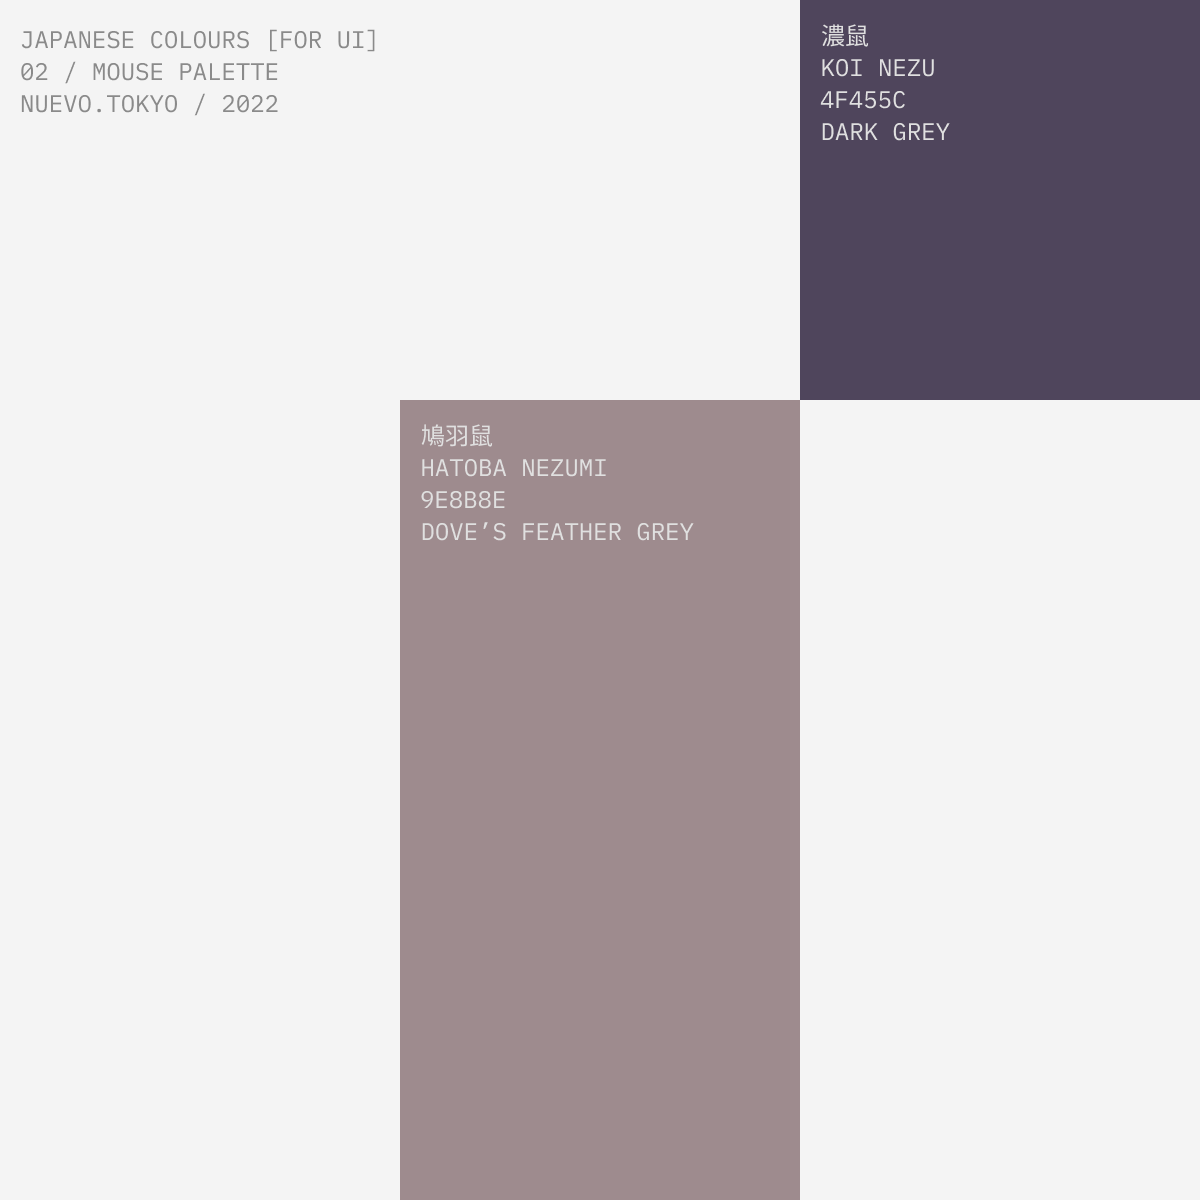 JAPANESE COLOURS [FOR UI]
02 / MOUSE PALETTE
NUEVO.TOKYO / 2022
濃鼠
KOI NEZU
4F455C
DARK GREY
鳩羽鼠
HATOBA NEZUMI
9E8B8E
DOVE’S FEATHER GREY